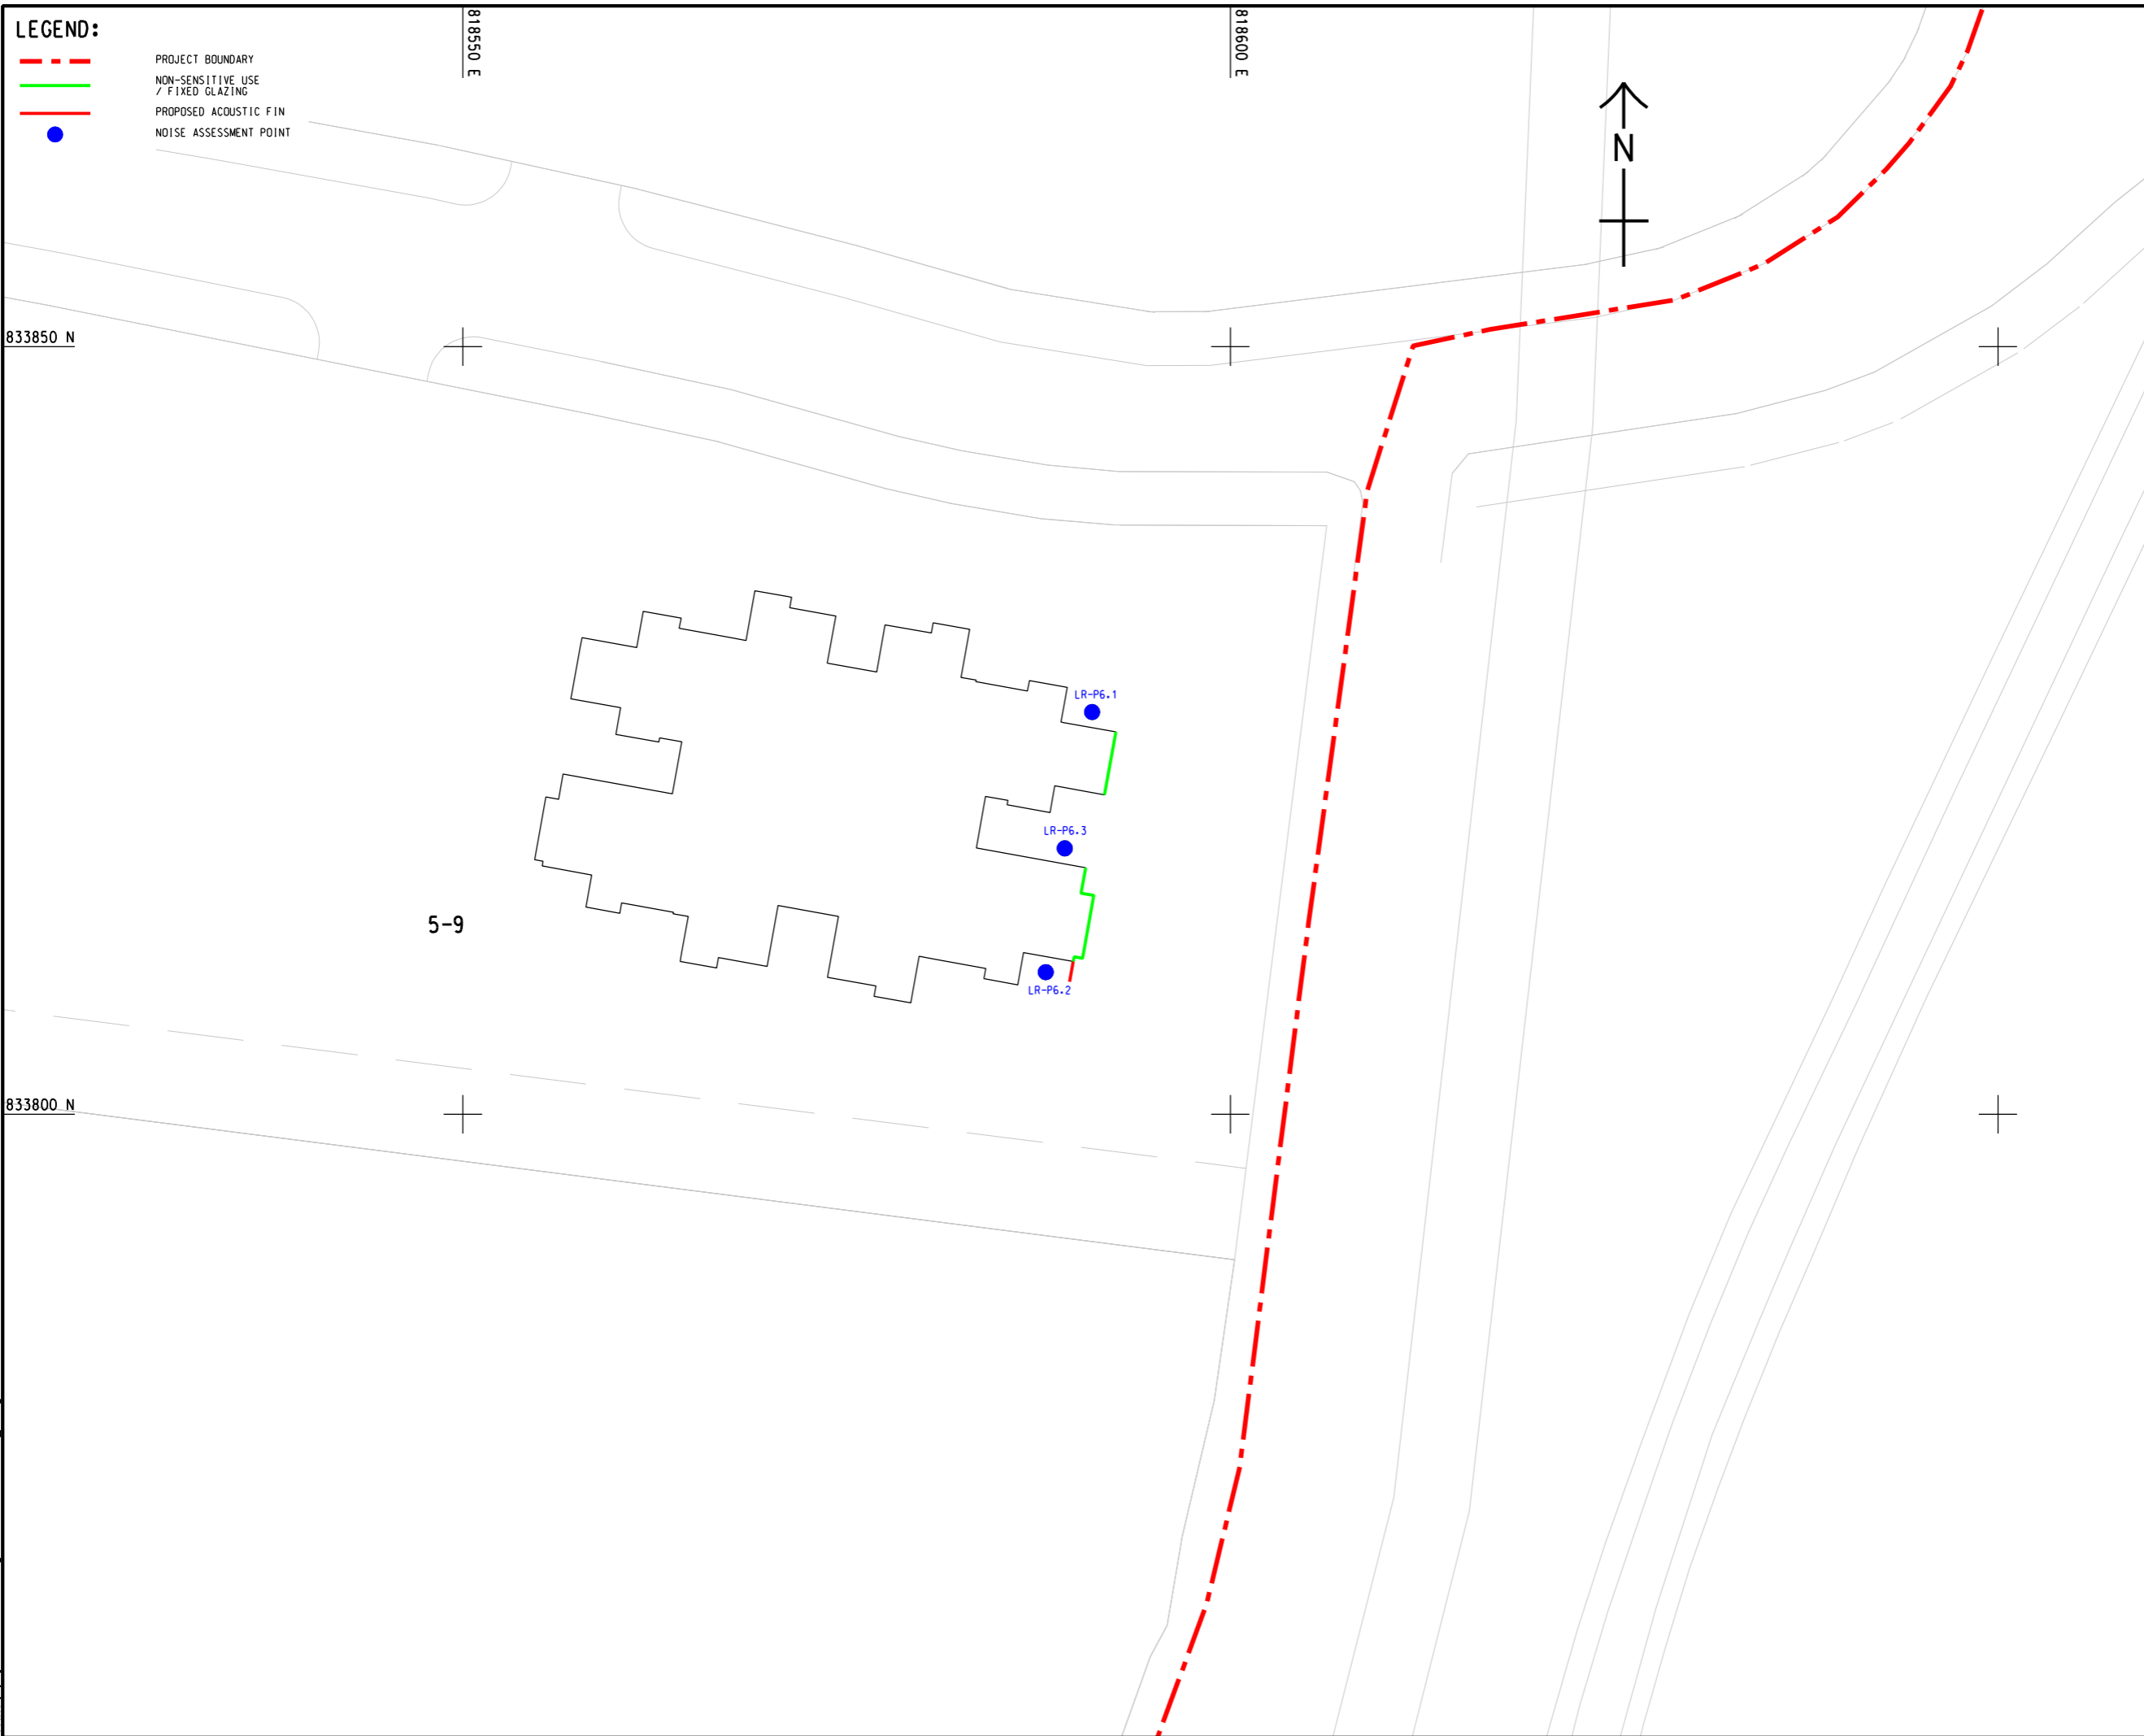 LEGEND:
PROJECT BOUNDARY
NON-SENSITIVE USE
/ FIXED GLAZING
PROPOSED ACOUSTIC FIN
NOISE ASSESSMENT POINT
818550 E
818600 E
N
833850 N
LR-P6.1
LR-P6.3
5-9
LR-P6.2
833800 N